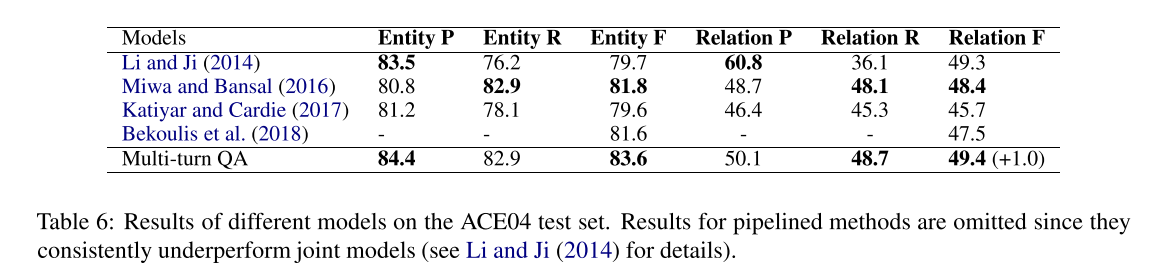 Models Entity P Entity R Entity F Relation P Relation R Relation F
Li and Ji (2014) 83.5 76.2 79.7 60.8 36.1 49.3
Miwa and Bansal (2016) 80.8 82.9 81.8 48.7 48.1 48.4
Katiyar and Cardie (2017) 81.2 78.1 79.6 46.4 45.3 45.7
Bekoulis et al. (2018) - - 81.6 - - 47.5
Multi-turn QA 84.4 82.9 83.6 50.1 48.7 49.4 (+1.0)
Table 6: Results of different models on the ACE04 test set. Results for pipelined methods are omitted since they
consistently underperform joint models (see Li and Ji (2014) for details).